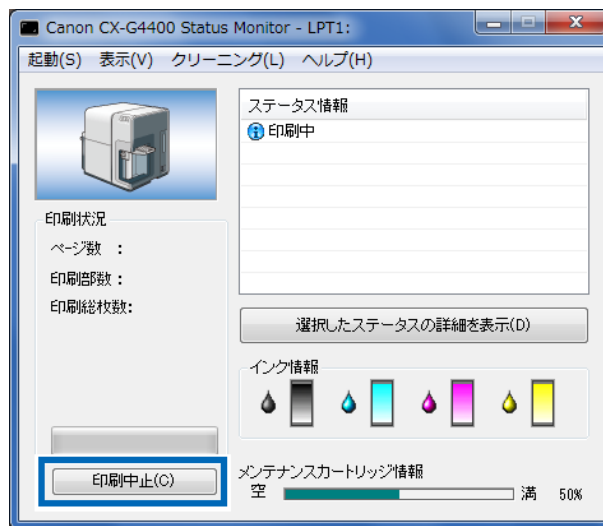 Canon CX-G4400 Status Monitor - LPT1:
起動(S) 表示(V) クリーニング(L) ヘルプ(H)
ステータス情報
印刷中
印刷状況
ページ数 :
印刷部数 :
印刷総枚数:
選択したステータスの詳細を表示(D)
インク情報
印刷中止(C)
メンテナンスカートリッジ情報
空 満 50%